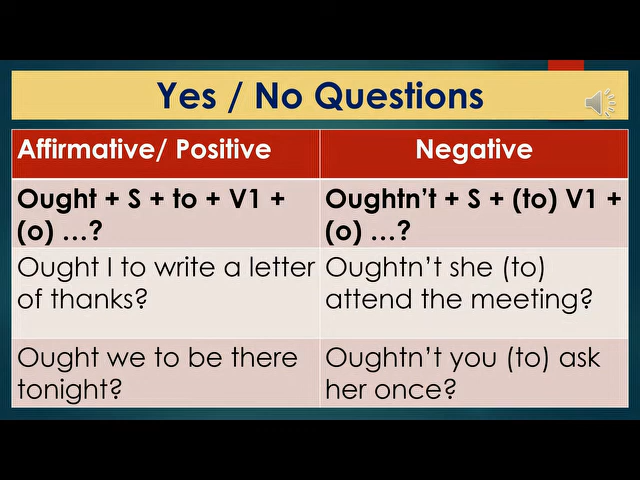 Yes / No Questions
Affirmative/ Positive
Negative
Ought + S + to + V1 +
(o) ...?
Oughtn't + S + (to) V1 +
(o) ...?
Ought I to write a letter
of thanks?
Oughtn't she (to)
attend the meeting?
Ought we to be there
tonight?
Oughtn't you (to) ask
her once?